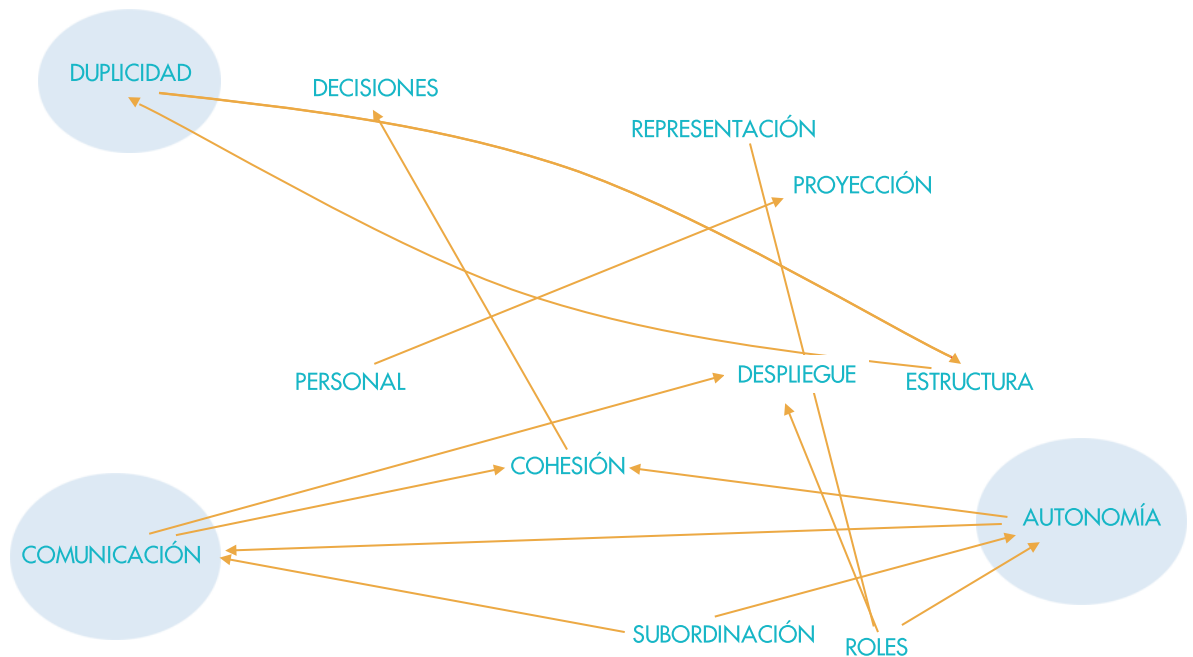 DUPLICIDAD
DECISIONES
REPRESENTACIÓN
PROYECCIÓN
PERSONAL
DESPLIEGUE
ESTRUCTURA
COHESIÓN
AUTONOMÍA
COMUNICACIÓN
SUBORDINACIÓN
ROLES